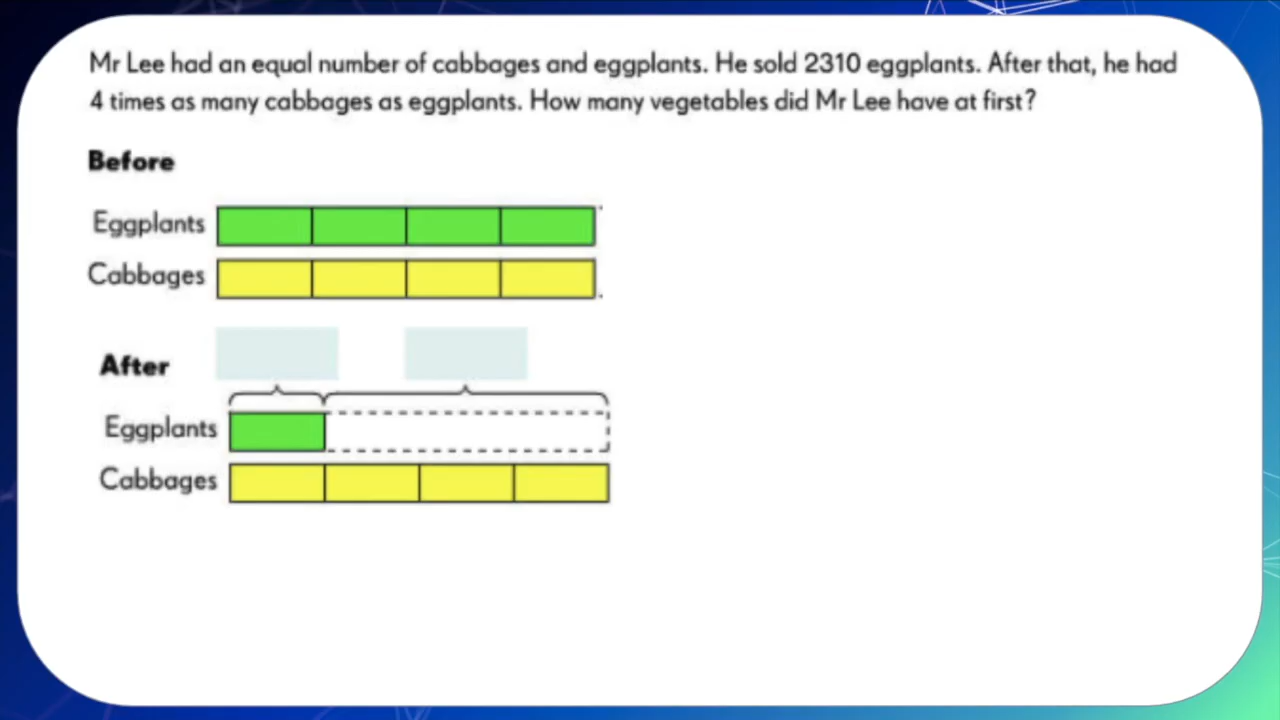 Mr Lee had an equal number of cabbages and eggplants. He sold 2310 eggplants. After that, he had
4 times as many cabbages as eggplants. How many vegetables did Mr Lee have at first?
Before
Eggplants
Cabbages
After
Eggplants
Cabbages